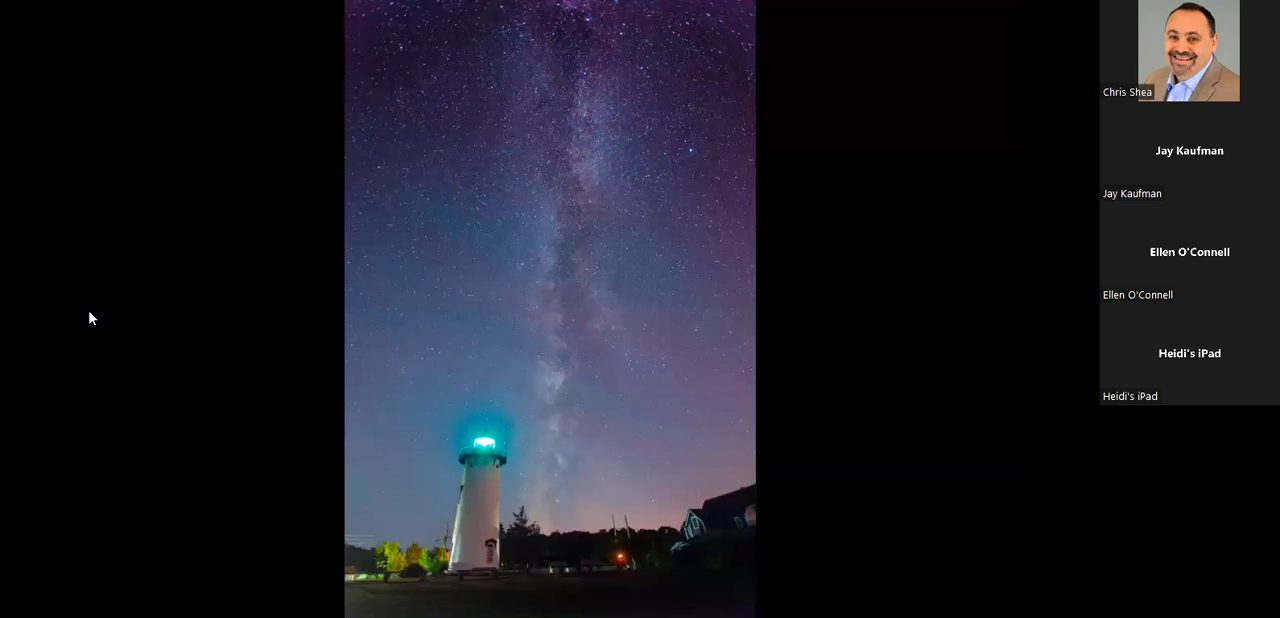 Chris Shea
Jay Kaufman
Jay Kaufman
Ellen O'Connell
Ellen O'Connell
Heidi's iPad
Heidi's iPad